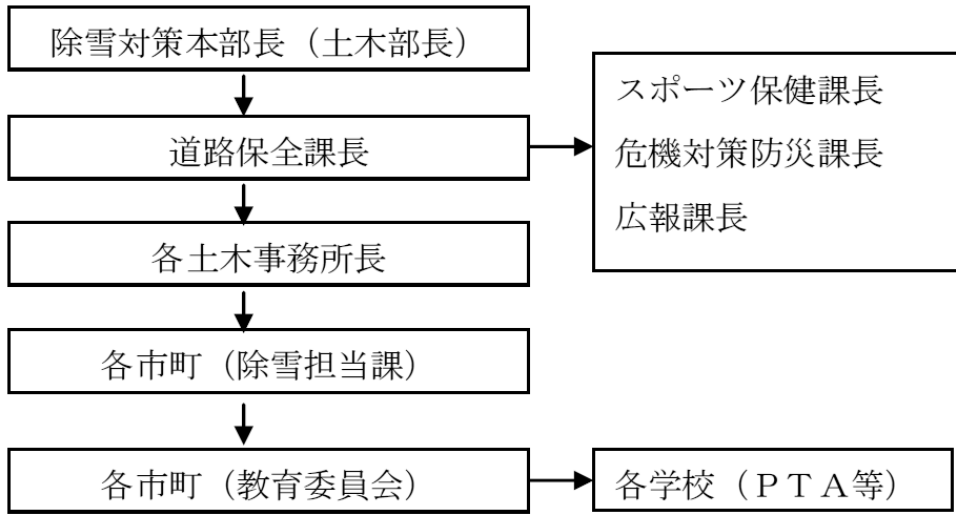 除雪対策本部長（土木部長）
道路保全課長
スポーツ保健課長
危機対策防災課長
広報課長
各土木事務所長
各市町（除雪担当課）
各市町（教育委員会）
各学校（ＰＴＡ等）